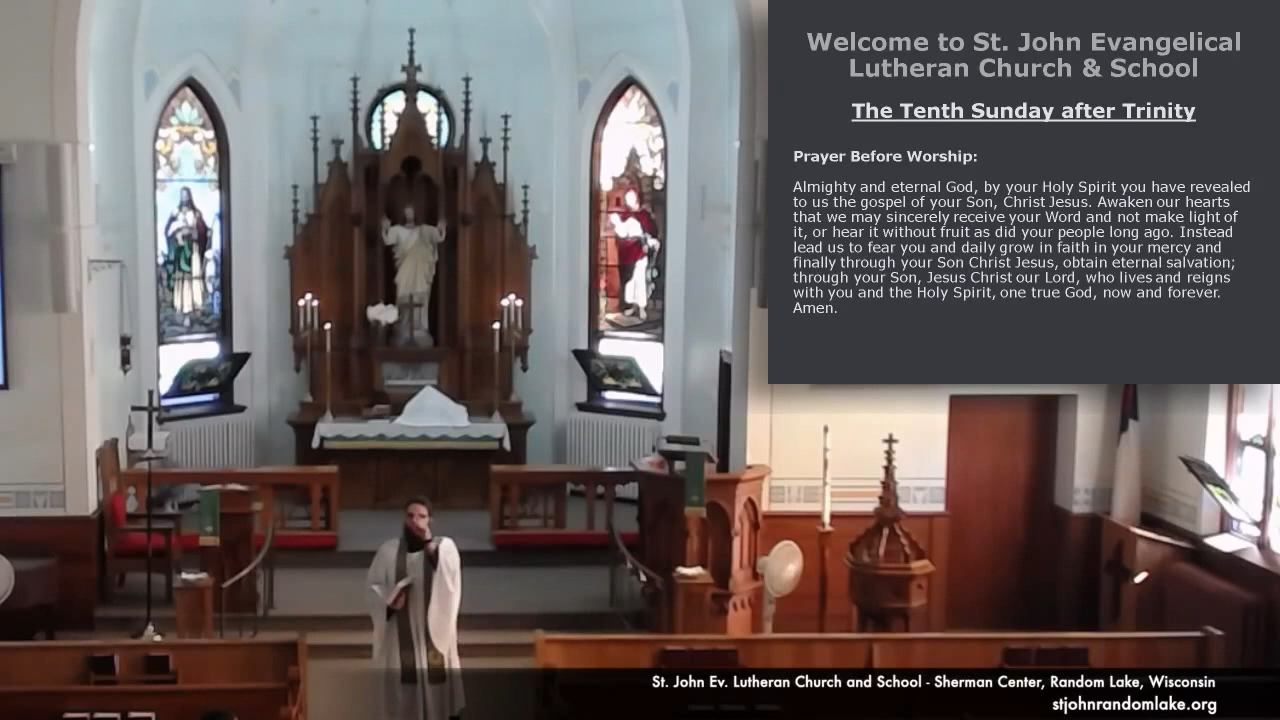 Welcome to St. John Evangelical
Lutheran Church & School
The Tenth Sunday after Trinity
Prayer Before Worship:
Almighty and eternal God, by your Holy Spirit you have revealed
to us the gospel of your Son, Christ Jesus. Awaken our hearts
that we may sincerely receive your Word and not make light of
it, or hear it without fruit as did your people long ago. Instead
lead us to fear you and daily grow in faith in your mercy and
finally through your Son Christ Jesus, obtain eternal salvation;
through your Son, Jesus Christ our Lord, who lives and reigns
with you and the Holy Spirit, one true God, now and forever.
Amen.
St. John Ev. Lutheran Church and School - Sherman Center, Random Lake, Wisconsin
stjohnrandomlake.org